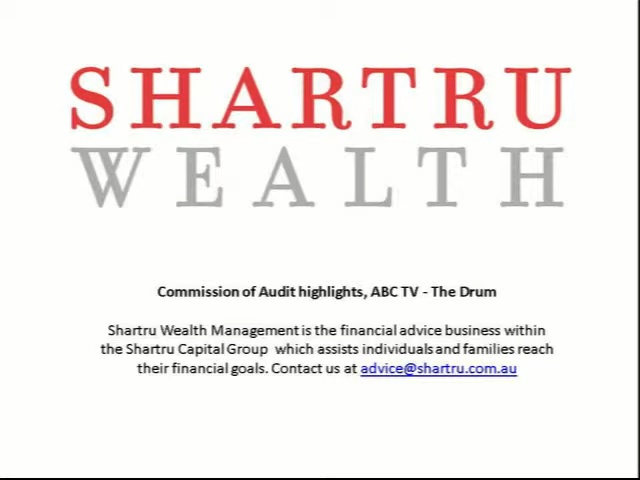 SHARTRU
WEALTH
Commission of Audit highlights, ABC TV - The Drum
Shartru Wealth Management is the financial advice business within
the Shartru Capital Group which assists individuals and families reach
their financial goals. Contact us at advice@shartru.com.au